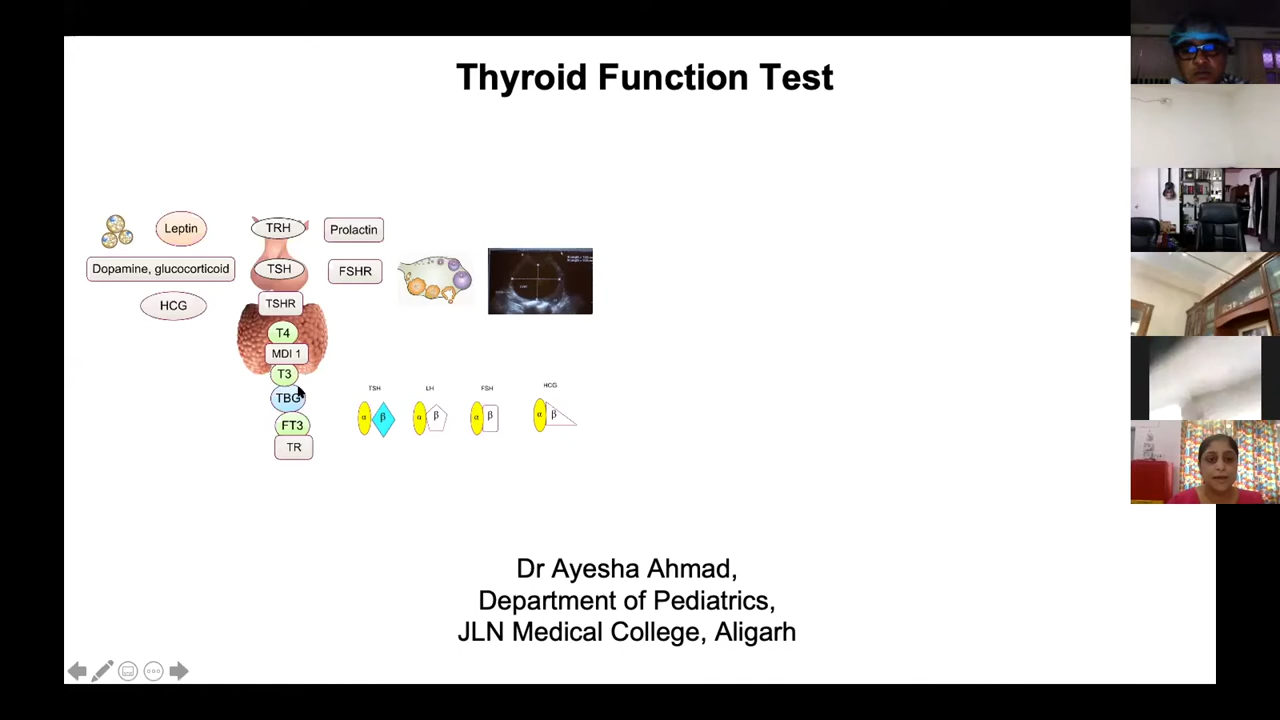 Thyroid Function Test
Leptin
TRH
Prolactin
Dopamine, glucocorticoid
TSH
FSHR
HCG
TSHR
T4
MDI 1
T3
TBG
FT3
TR
TSH
LH
FSH
HCG
α β
α β
α β
α β
Dr Ayesha Ahmad,
Department of Pediatrics,
JLN Medical College, Aligarh